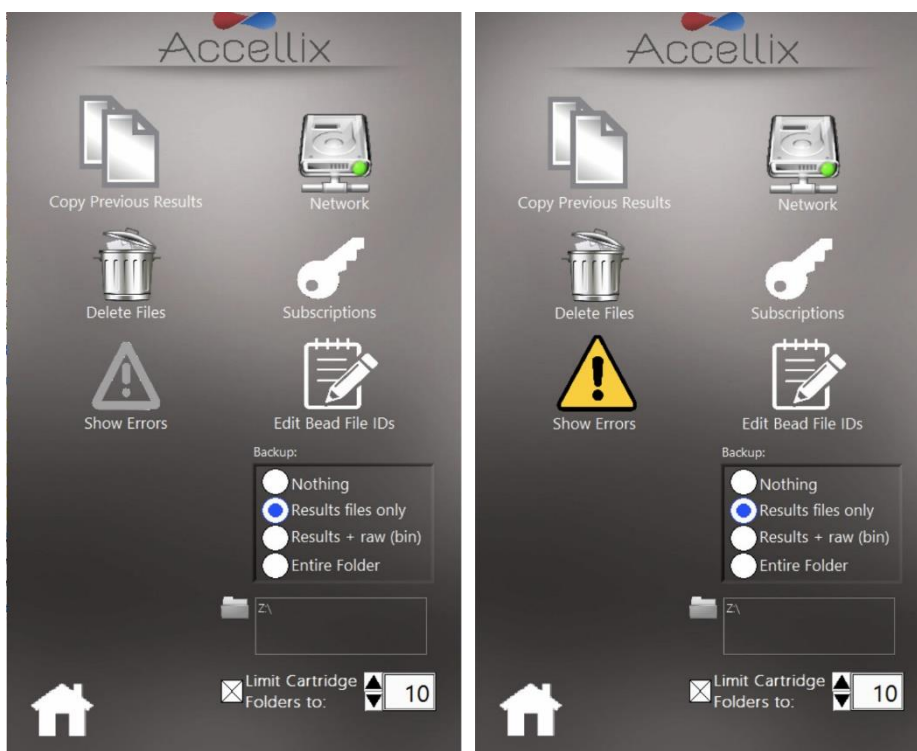 Accellix
Copy Previous Results
Network
Delete Files
Subscriptions
Show Errors
Edit Bead File IDs
Backup:
Nothing
Results files only
Results + raw (bin)
Entire Folder
Z:\
Limit Cartridge
Folders to:
10
Accellix
Copy Previous Results
Network
Delete Files
Subscriptions
Show Errors
Edit Bead File IDs
Backup:
Nothing
Results files only
Results + raw (bin)
Entire Folder
Z:\
Limit Cartridge
Folders to:
10